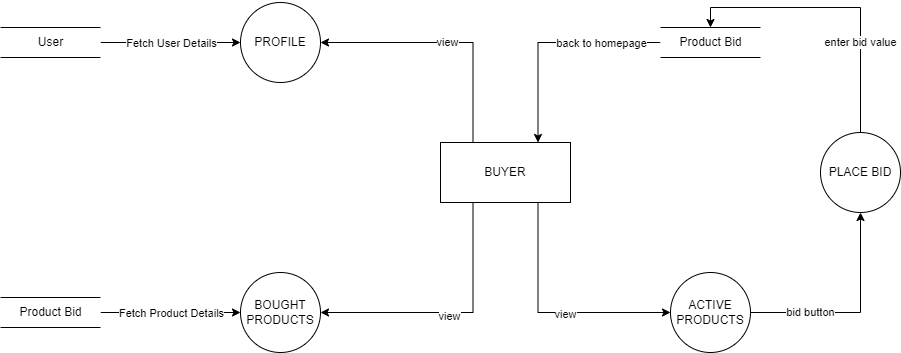 User
Fetch User Details
PROFILE
view
back to homepage
Product Bid
enter bid value
BUYER
PLACE BID
Product Bid
Fetch Product Details
BOUGHT
PRODUCTS
view
view
ACTIVE
PRODUCTS
bid button